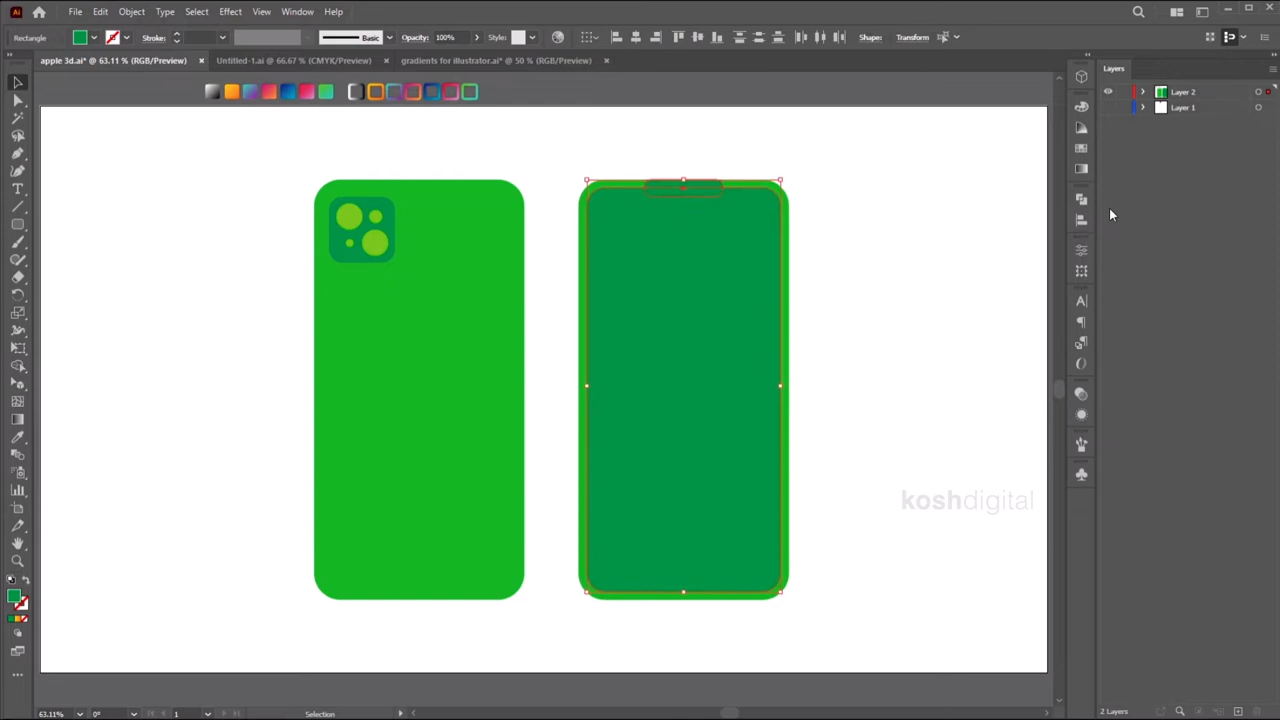 Ai File Edit Object Type Select Effect View Window Help
Rectangle Stroke: Basic Opacity: 100% Style: Shape: Transform
apple 3d.ai* @ 63.11 % (RGB/Preview) × Untitled-1.ai @ 66.67 % (CMYK/Preview) × gradients for illustrator.ai* @ 50 % (RGB/Preview) ×
Layers
Layer 2
Layer 1
koshdigital
63.11% 0° 1 Selection 2 Layers